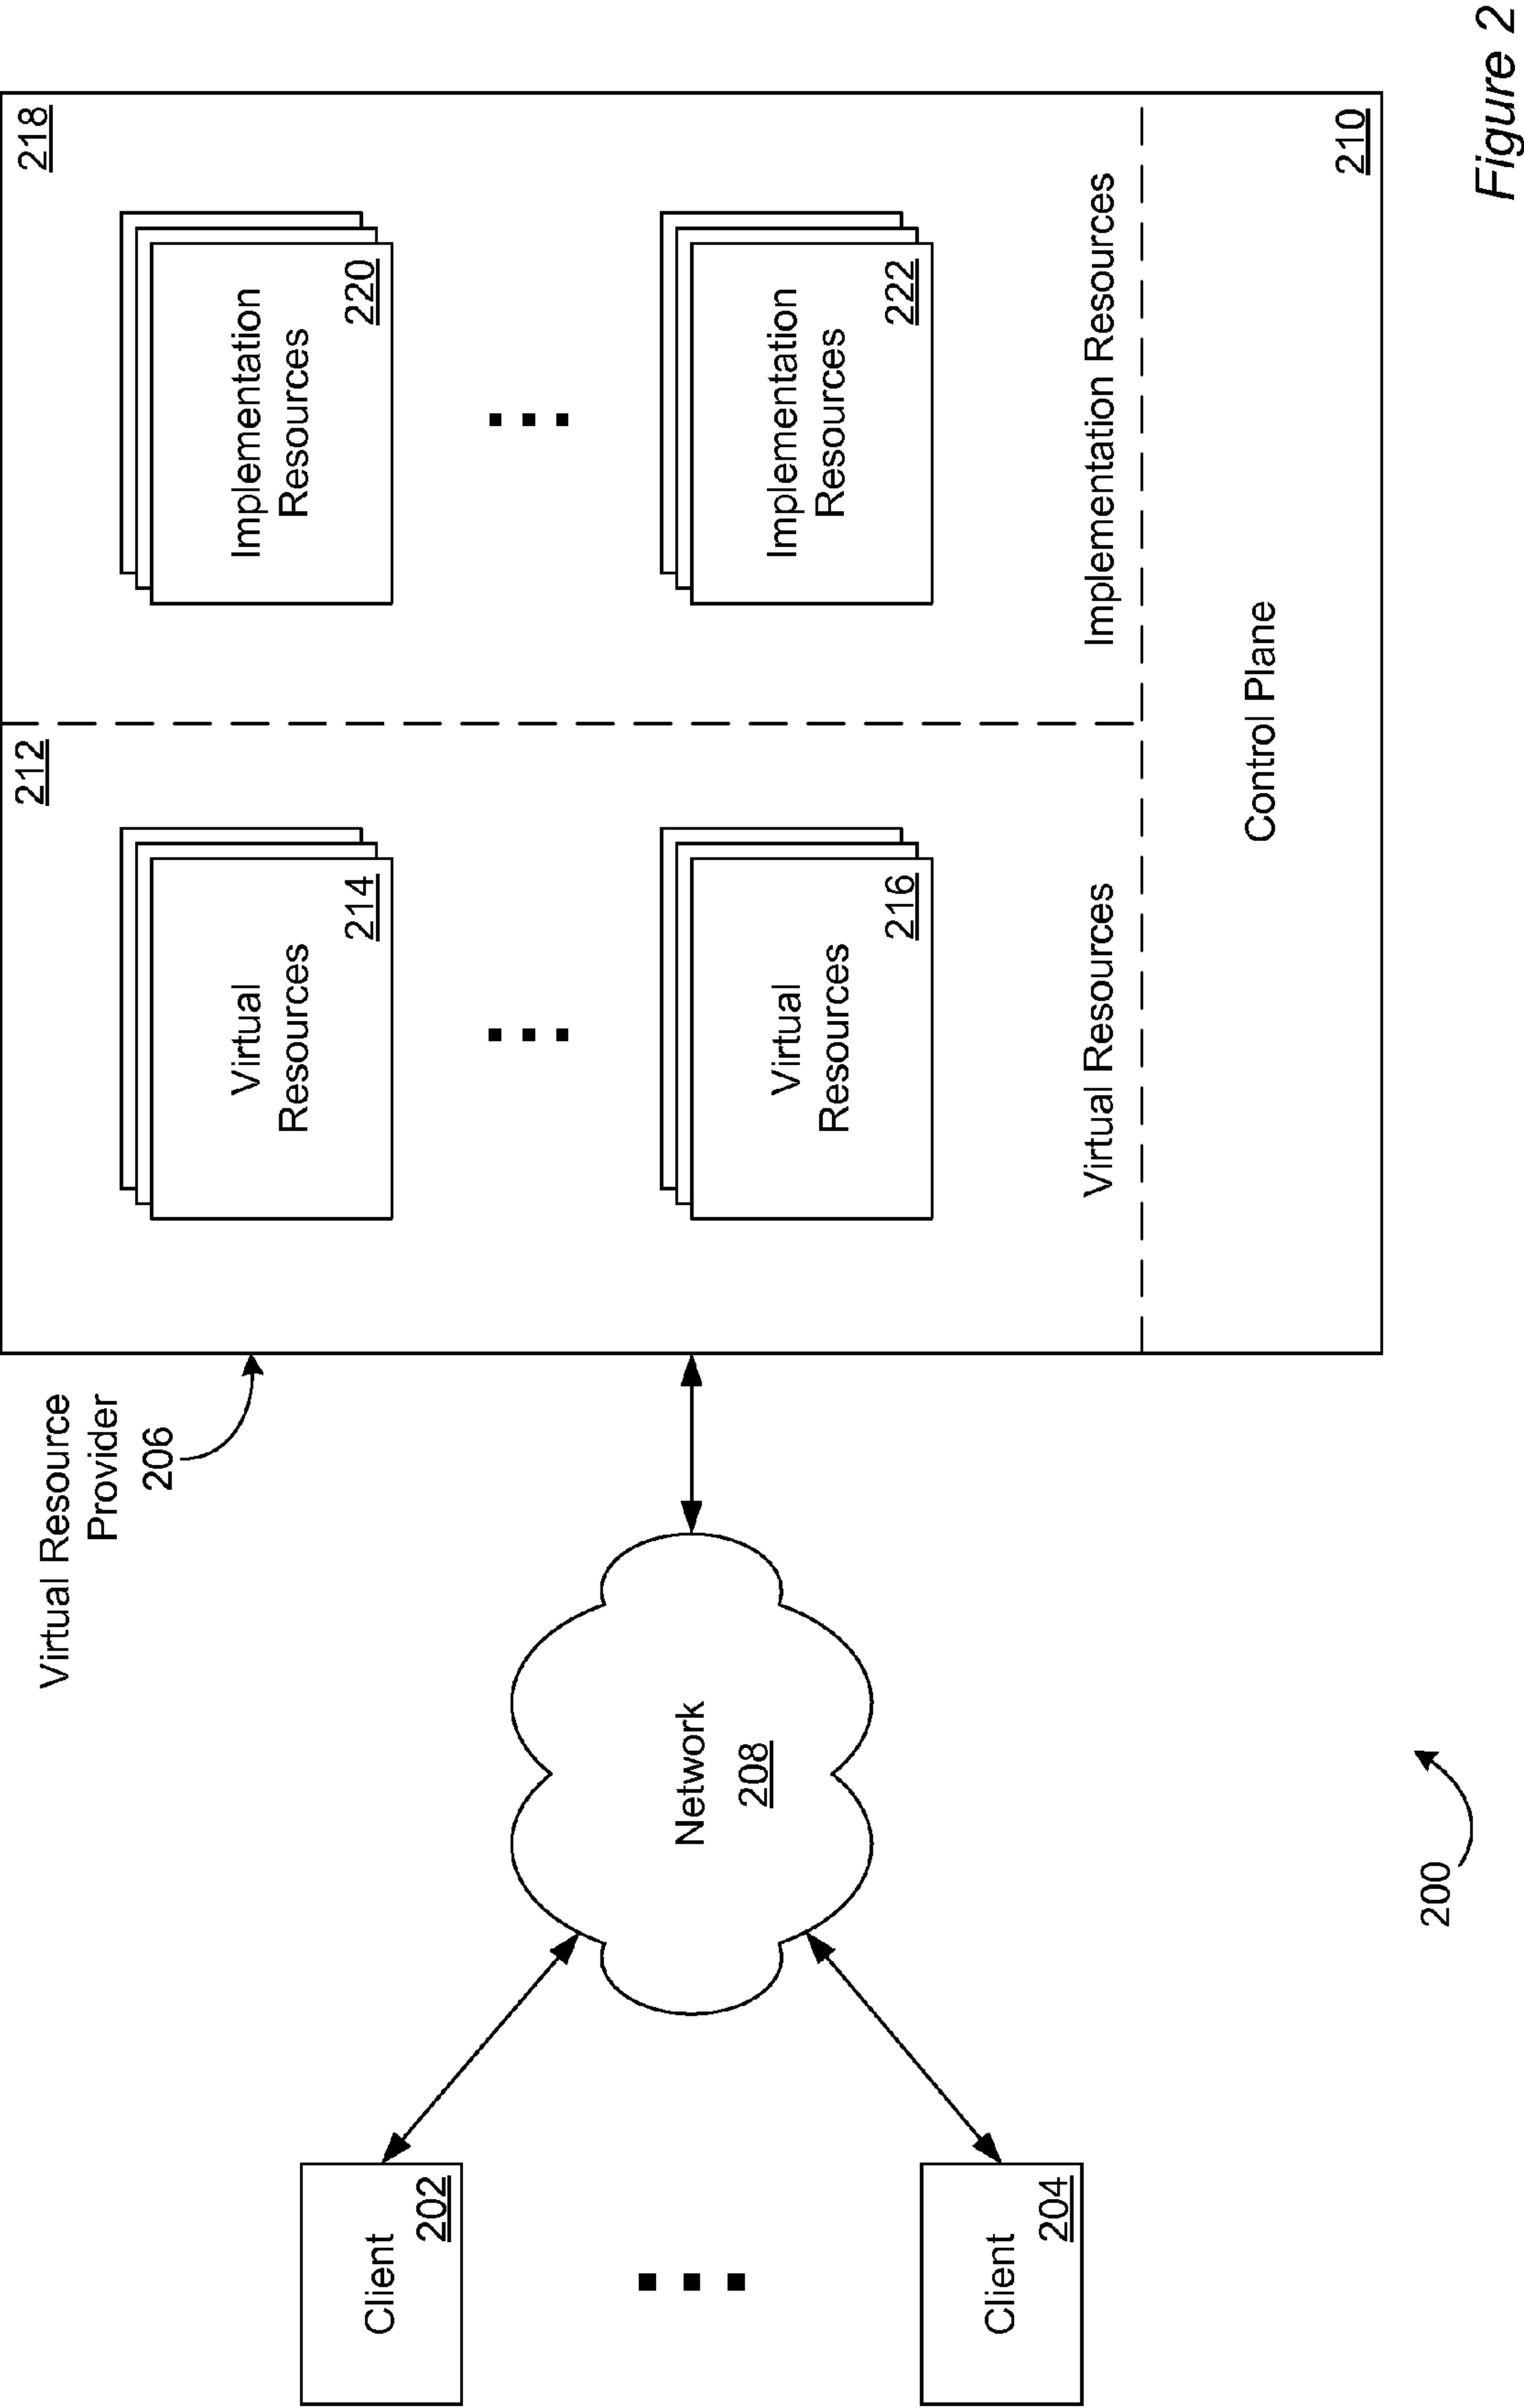 Virtual Resource
Provider
206
212
218
Virtual
Resources
214
Implementation
Resources
220
Client
202
Network
208
Virtual
Resources
216
Implementation
Resources
222
Client
204
Virtual Resources
Implementation Resources
Control Plane
210
200
Figure 2